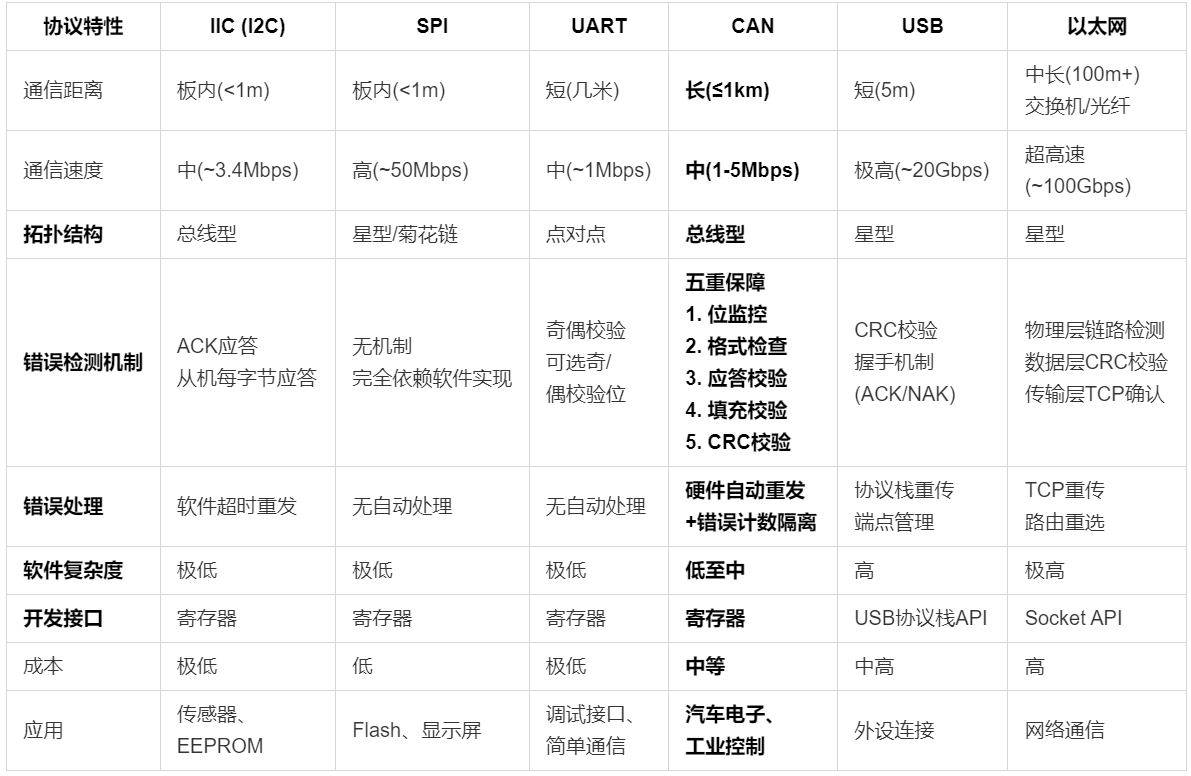 协议特性 IIC (I2C) SPI UART CAN USB 以太网
通信距离 板内(<1m) 板内(<1m) 短(几米) 长(≤1km) 短(5m) 中长(100m+)
交换机/光纤
通信速度 中(~3.4Mbps) 高(~50Mbps) 中(~1Mbps) 中(1-5Mbps) 极高(~20Gbps) 超高速
(~100Gbps)
拓扑结构 总线型 星型/菊花链 点对点 总线型 星型 星型
错误检测机制
ACK应答
从机每字节应答
无机制
完全依赖软件实现
奇偶校验
可选奇/
偶校验位
五重保障
1. 位监控
2. 格式检查
3. 应答校验
4. 填充校验
5. CRC校验
CRC校验
握手机制
(ACK/NAK)
物理层链路检测
数据层CRC校验
传输层TCP确认
错误处理 软件超时重发 无自动处理 无自动处理
硬件自动重发
+错误计数隔离
协议栈重传
端点管理
TCP重传
路由重选
软件复杂度 极低 极低 极低 低至中 高 极高
开发接口 寄存器 寄存器 寄存器 寄存器 USB协议栈API Socket API
成本 极低 低 极低 中等 中高 高
应用
传感器、
EEPROM
Flash、显示屏
调试接口、
简单通信
汽车电子、
工业控制
外设连接
网络通信